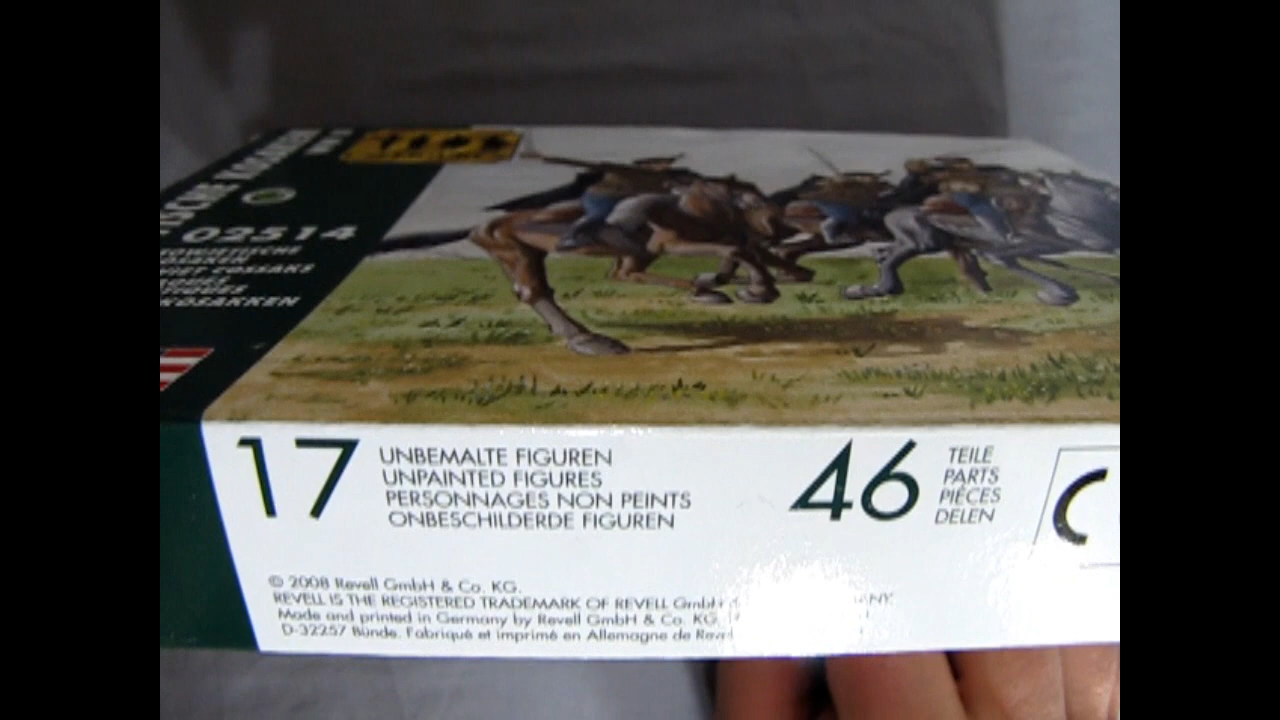 02514
KOSAKKEN
17
UNBEMALTE FIGUREN
UNPAINTED FIGURES
PERSONNAGES NON PEINTS
ONBESCHILDERDE FIGUREN
46
TEILE
PARTS
PIÈCES
DELEN
© 2008 Revell GmbH & Co. KG.
REVELL IS THE REGISTERED TRADEMARK OF REVELL GmbH
Made and printed in Germany by Revell GmbH & Co. KG,
D-32257 Bünde. Fabriqué et imprimé en Allemagne de